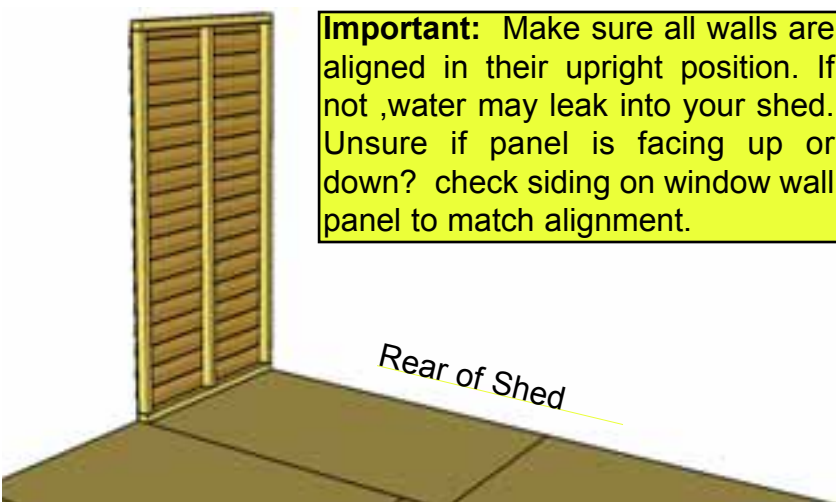 Important: Make sure all walls are
aligned in their upright position. If
not ,water may leak into your shed.
Unsure if panel is facing up or
down? check siding on window wall
panel to match alignment.
Rear of Shed